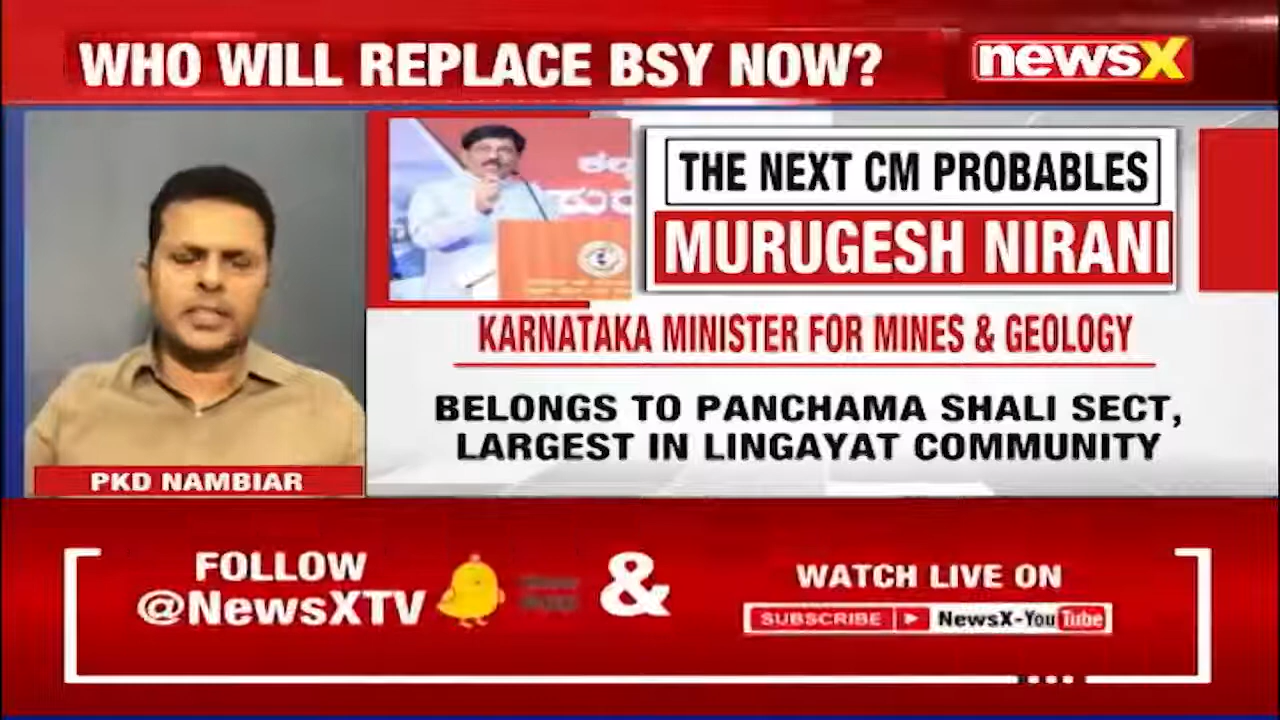 WHO WILL REPLACE BSY NOW?
newsX
THE NEXT CM PROBABLES
MURUGESH NIRANI
KARNATAKA MINISTER FOR MINES & GEOLOGY
BELONGS TO PANCHAMA SHALI SECT,
LARGEST IN LINGAYAT COMMUNITY
PKD NAMBIAR
FOLLOW
@NewsXTV
&
WATCH LIVE ON
SUBSCRIBE NewsX-YouTube